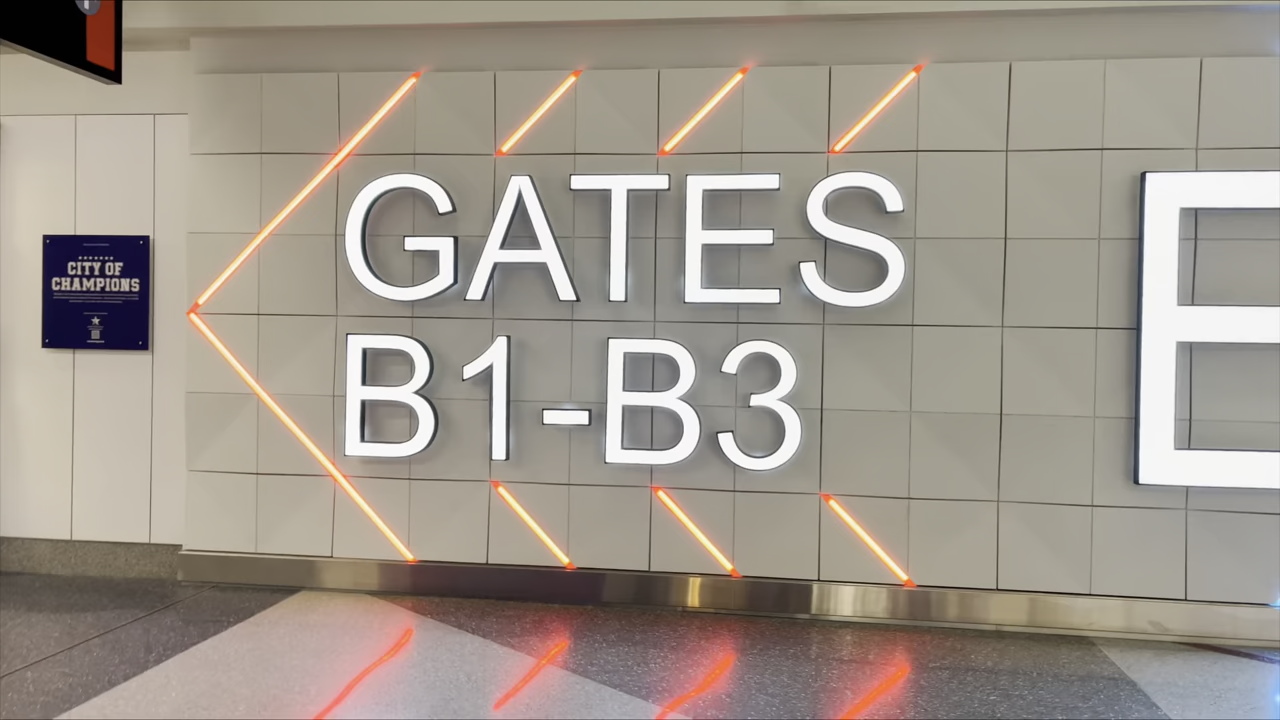 GATES
B1-B3
E
CITY OF
CHAMPIONS